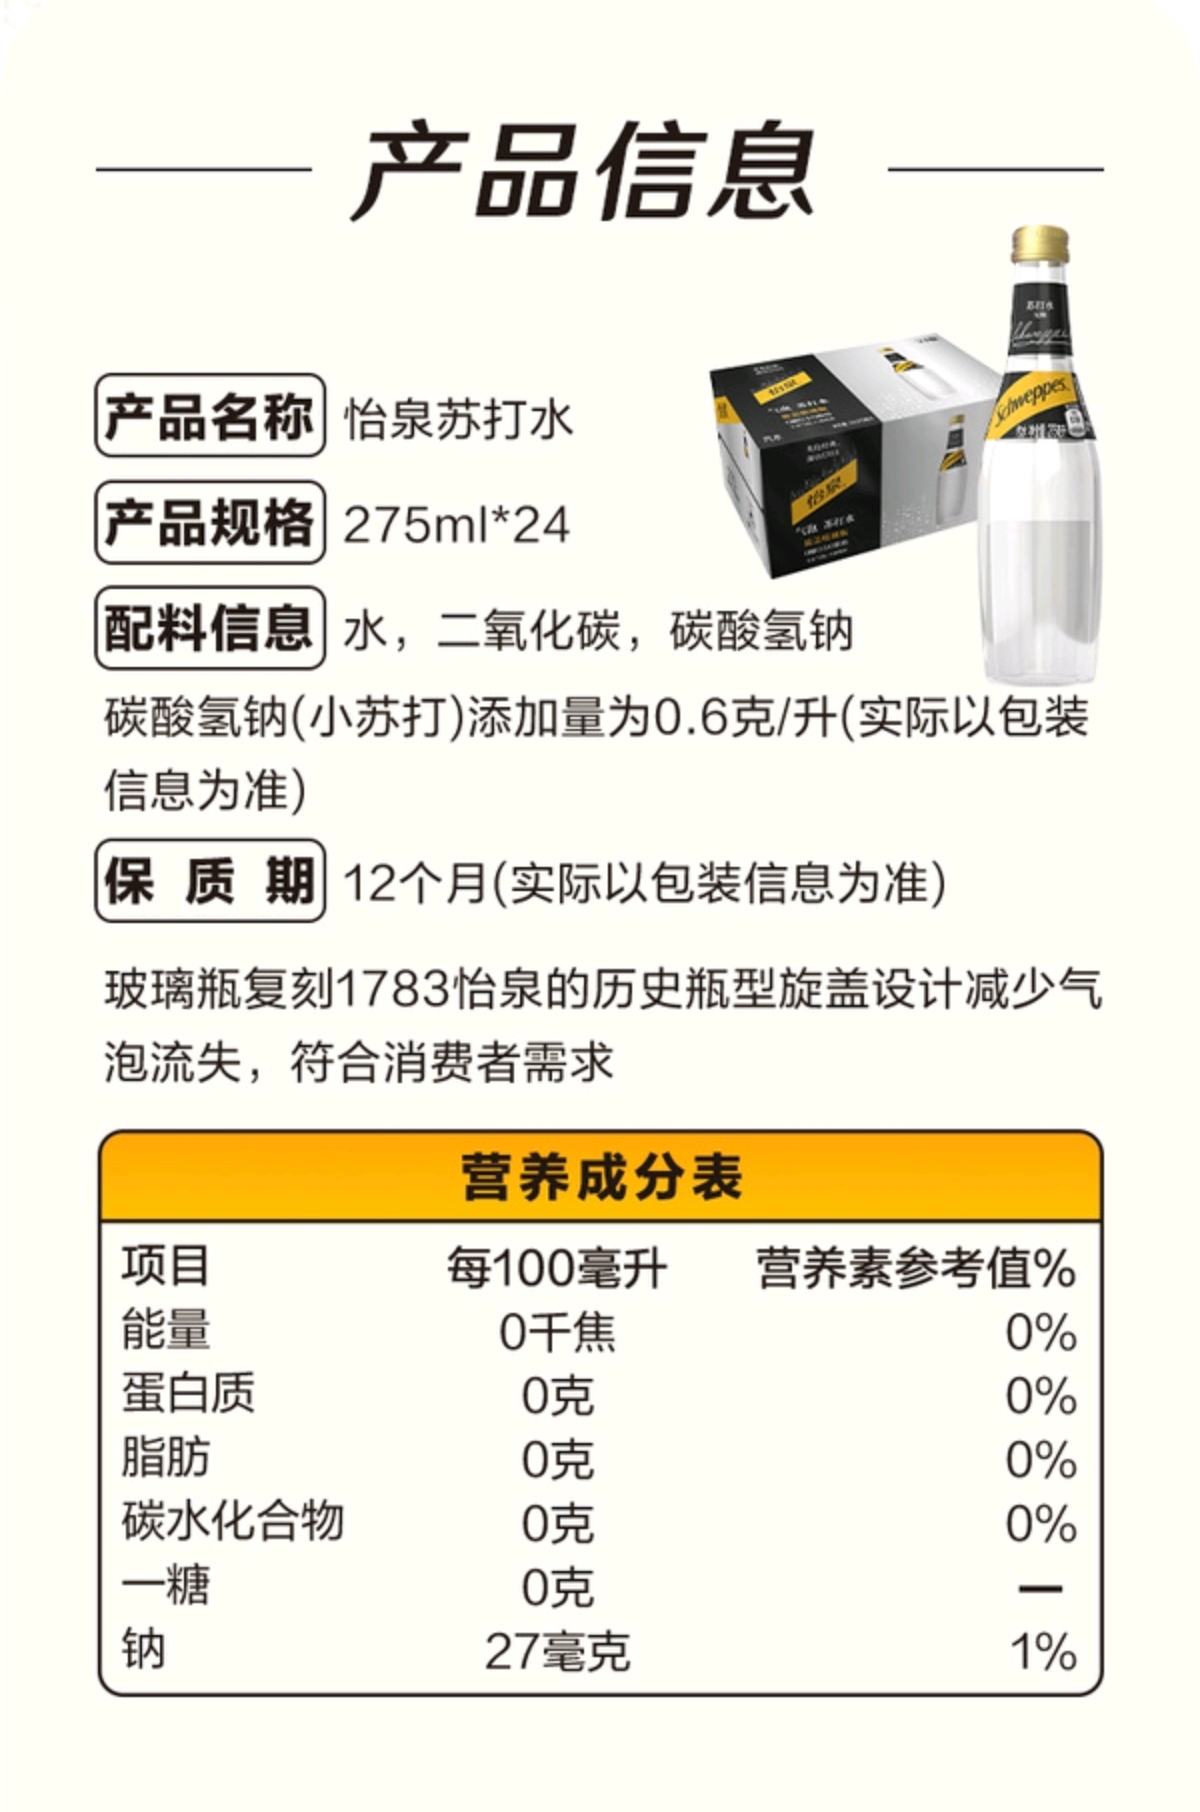 产品信息
产品名称 怡泉苏打水
产品规格 275ml*24
配料信息 水，二氧化碳，碳酸氢钠
碳酸氢钠(小苏打)添加量为0.6克/升(实际以包装
信息为准)
保质期 12个月(实际以包装信息为准)
玻璃瓶复刻1783怡泉的历史瓶型旋盖设计减少气
泡流失，符合消费者需求
苏打水
Schweppes
Schweppes
怡泉
怡泉
苏打水
营养成分表
项目 每100毫升 营养素参考值%
能量 0千焦 0%
蛋白质 0克 0%
脂肪 0克 0%
碳水化合物 0克 0%
一糖 0克 —
钠 27毫克 1%